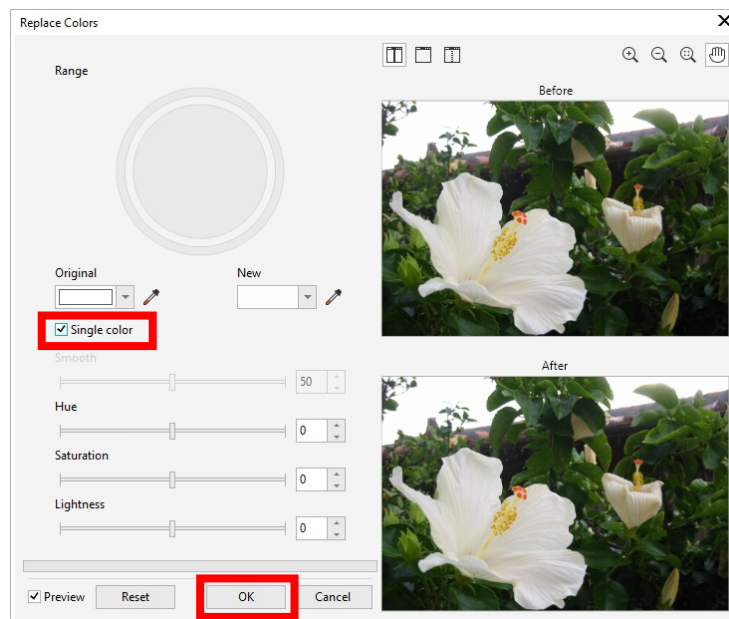 Replace Colors
Range
Before
Original New
Single color
Smooth
50
After
Hue
0
Saturation
0
Lightness
0
Preview Reset OK Cancel